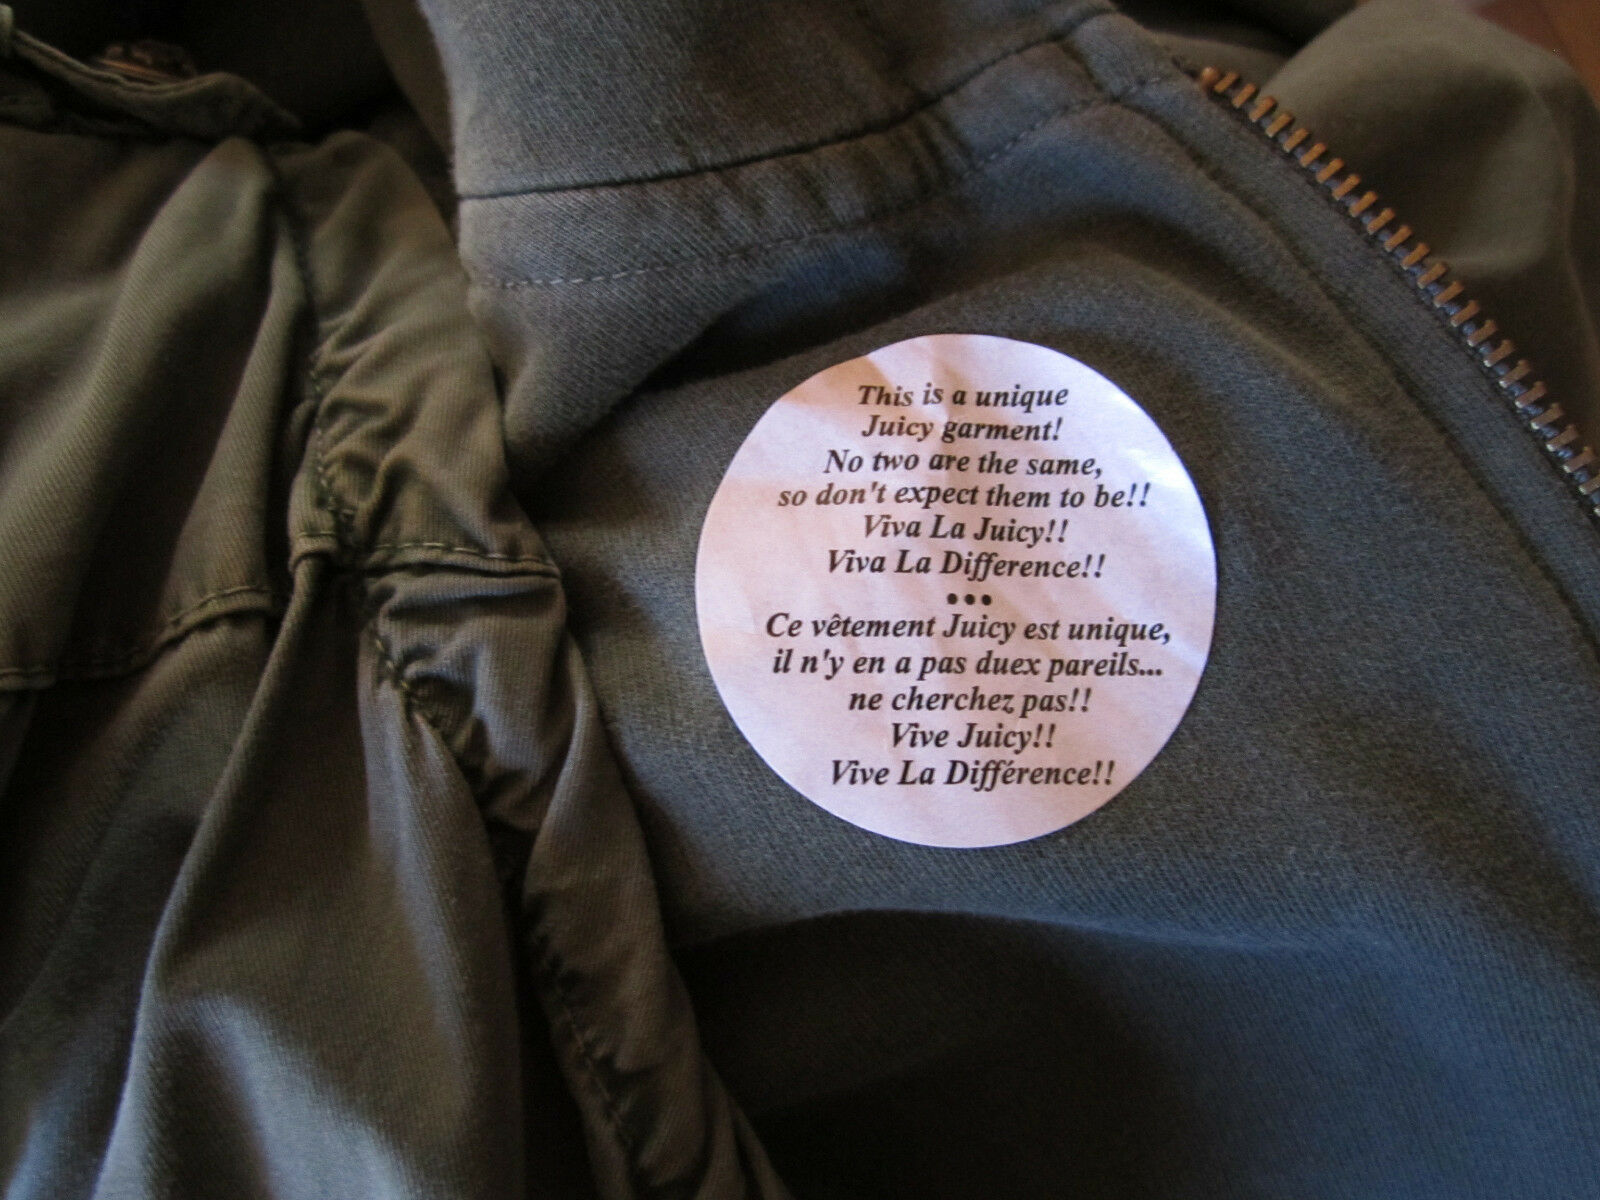 This is a unique
Juicy garment!
No two are the same,
so don't expect them to be!!
Viva La Juicy!!
Viva La Difference!!
•••
Ce vêtement Juicy est unique,
il n'y en a pas duex pareils...
ne cherchez pas!!
Vive Juicy!!
Vive La Différence!!